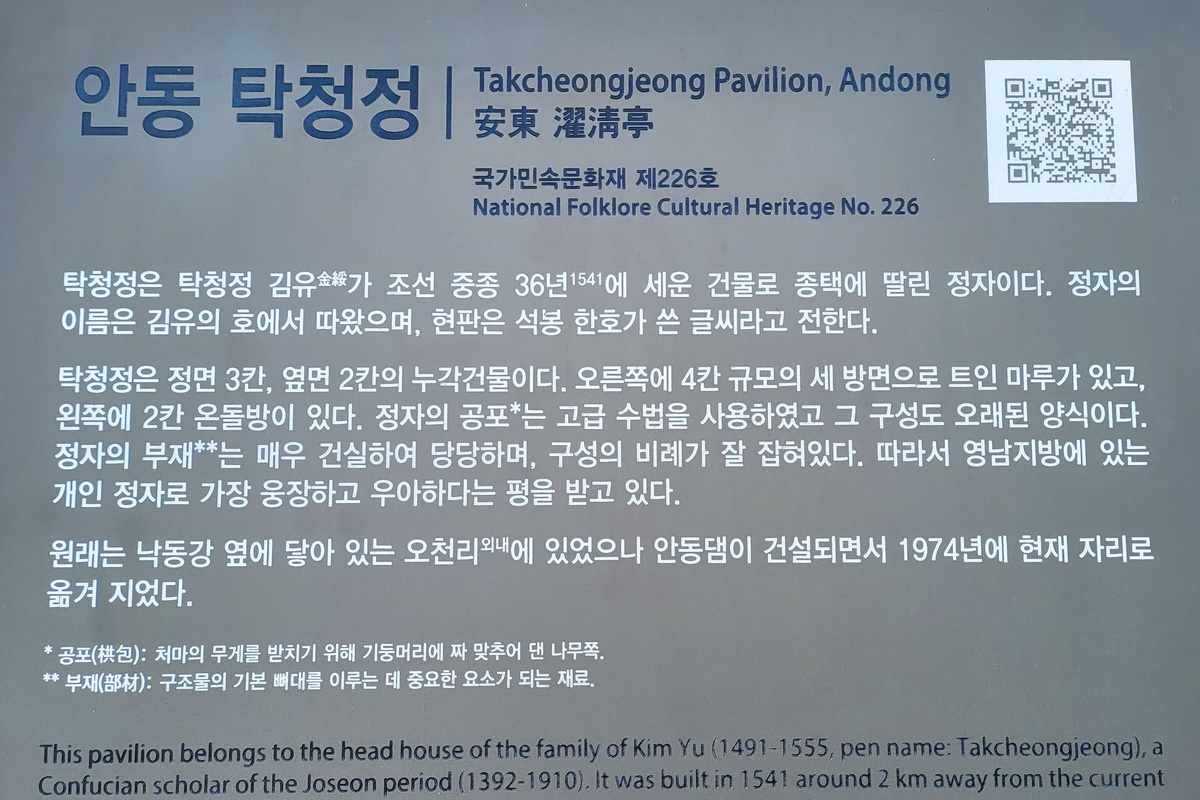 안동 탁청정
Takcheongjeong Pavilion, Andong
安東 濯淸亭
국가민속문화재 제226호
National Folklore Cultural Heritage No. 226
탁청정은 탁청정 김유金綏가 조선 중종 36년1541에 세운 건물로 종택에 딸린 정자이다. 정자의
이름은 김유의 호에서 따왔으며, 현판은 석봉 한호가 쓴 글씨라고 전한다.
탁청정은 정면 3칸, 옆면 2칸의 누각건물이다. 오른쪽에 4칸 규모의 세 방면으로 트인 마루가 있고,
왼쪽에 2칸 온돌방이 있다. 정자의 공포*는 고급 수법을 사용하였고 그 구성도 오래된 양식이다.
정자의 부재**는 매우 건실하여 당당하며, 구성의 비례가 잘 잡혀있다. 따라서 영남지방에 있는
개인 정자로 가장 웅장하고 우아하다는 평을 받고 있다.
원래는 낙동강 옆에 닿아 있는 오천리외내에 있었으나 안동댐이 건설되면서 1974년에 현재 자리로
옮겨 지었다.
* 공포(栱包): 처마의 무게를 받치기 위해 기둥머리에 짜 맞추어 댄 나무쪽.
** 부재(部材): 구조물의 기본 뼈대를 이루는 데 중요한 요소가 되는 재료.
This pavilion belongs to the head house of the family of Kim Yu (1491-1555, pen name: Takcheongjeong), a
Confucian scholar of the Joseon period (1392-1910). It was built in 1541 around 2 km away from the current